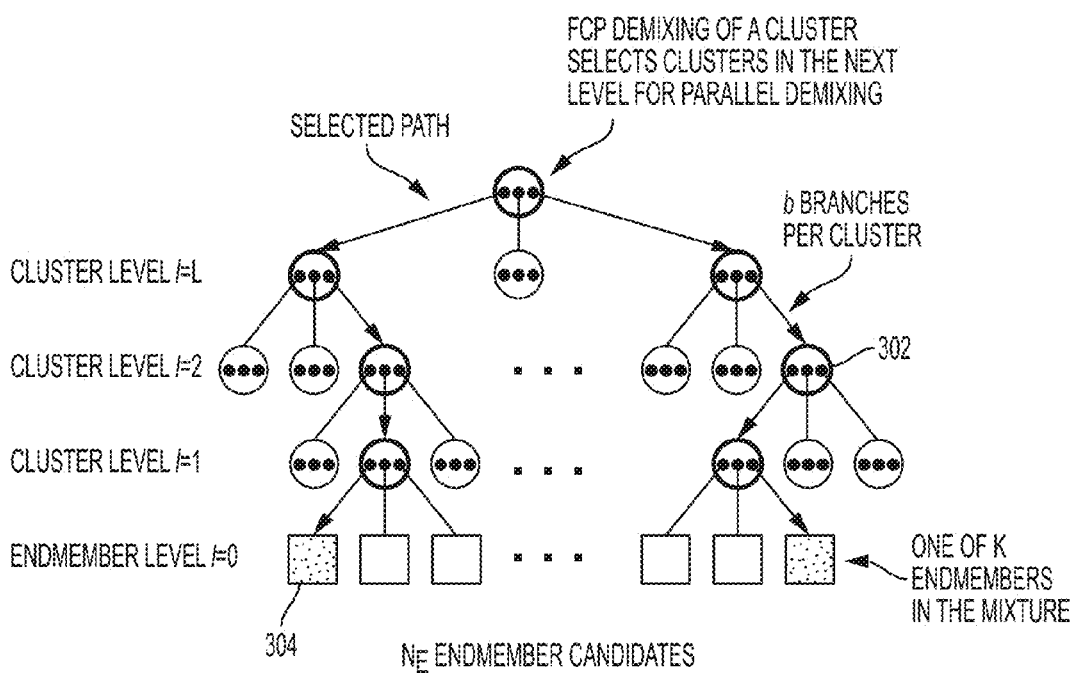 FCP DEMIXING OF A CLUSTER
SELECTS CLUSTERS IN THE NEXT
LEVEL FOR PARALLEL DEMIXING
SELECTED PATH
b BRANCHES
PER CLUSTER
CLUSTER LEVEL l=L
CLUSTER LEVEL l=2
302
CLUSTER LEVEL l=1
ENDMEMBER LEVEL l=0
ONE OF K
ENDMEMBERS
IN THE MIXTURE
304
NE ENDMEMBER CANDIDATES